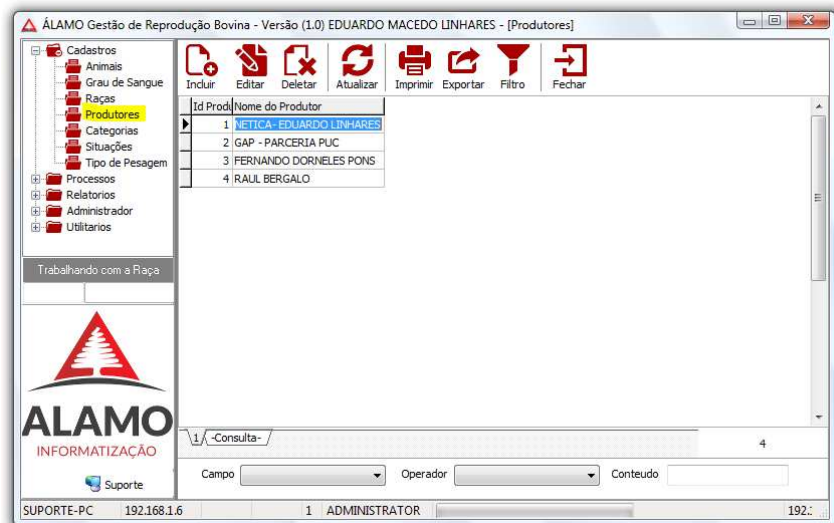 ÁLAMO Gestão de Reprodução Bovina - Versão (1.0) EDUARDO MACEDO LINHARES - [Produtores]
Cadastros
Animais
Grau de Sangue
Raças
Produtores
Categorias
Situações
Tipo de Pesagem
Processos
Relatorios
Administrador
Utilitarios
Incluir Editar Deletar Atualizar Imprimir Exportar Filtro Fechar
Id Produ Nome do Produtor
1 NETICA- EDUARDO LINHARES
2 GAP - PARCERIA PUC
3 FERNANDO DORNELES PONS
4 RAUL BERGALO
Trabalhando com a Raça
ALAMO
INFORMATIZAÇÃO
Suporte
1 -Consulta- 4
Campo Operador Conteudo
SUPORTE-PC 192.168.1.6 1 ADMINISTRATOR 192.: